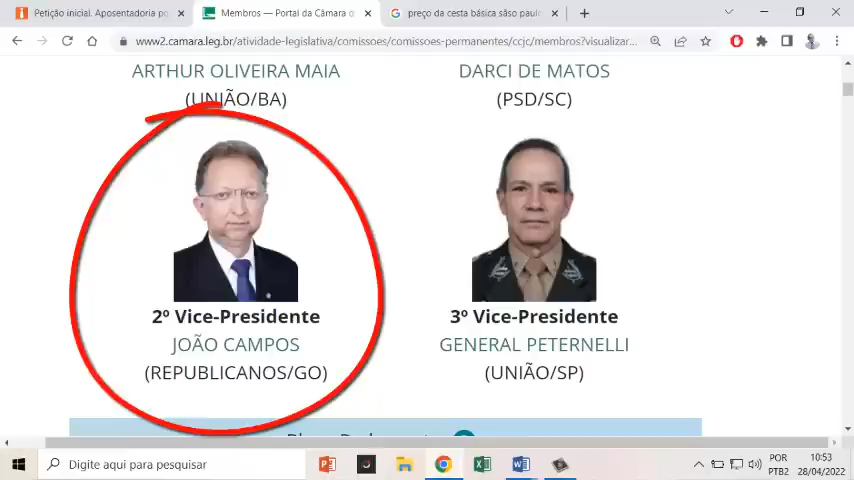 Petição inicial. Aposentadoria po
Membros — Portal da Câmara d
preço da cesta básica sãso paulo
www2.camara.leg.br/atividade-legislativa/comissoes/comissoes-permanentes/ccjc/membros?visualizar...
ARTHUR OLIVEIRA MAIA
(UNIÃO/BA)
DARCI DE MATOS
(PSD/SC)
2º Vice-Presidente
JOÃO CAMPOS
(REPUBLICANOS/GO)
3º Vice-Presidente
GENERAL PETERNELLI
(UNIÃO/SP)
Digite aqui para pesquisar
POR
PTB2
10:53
28/04/2022